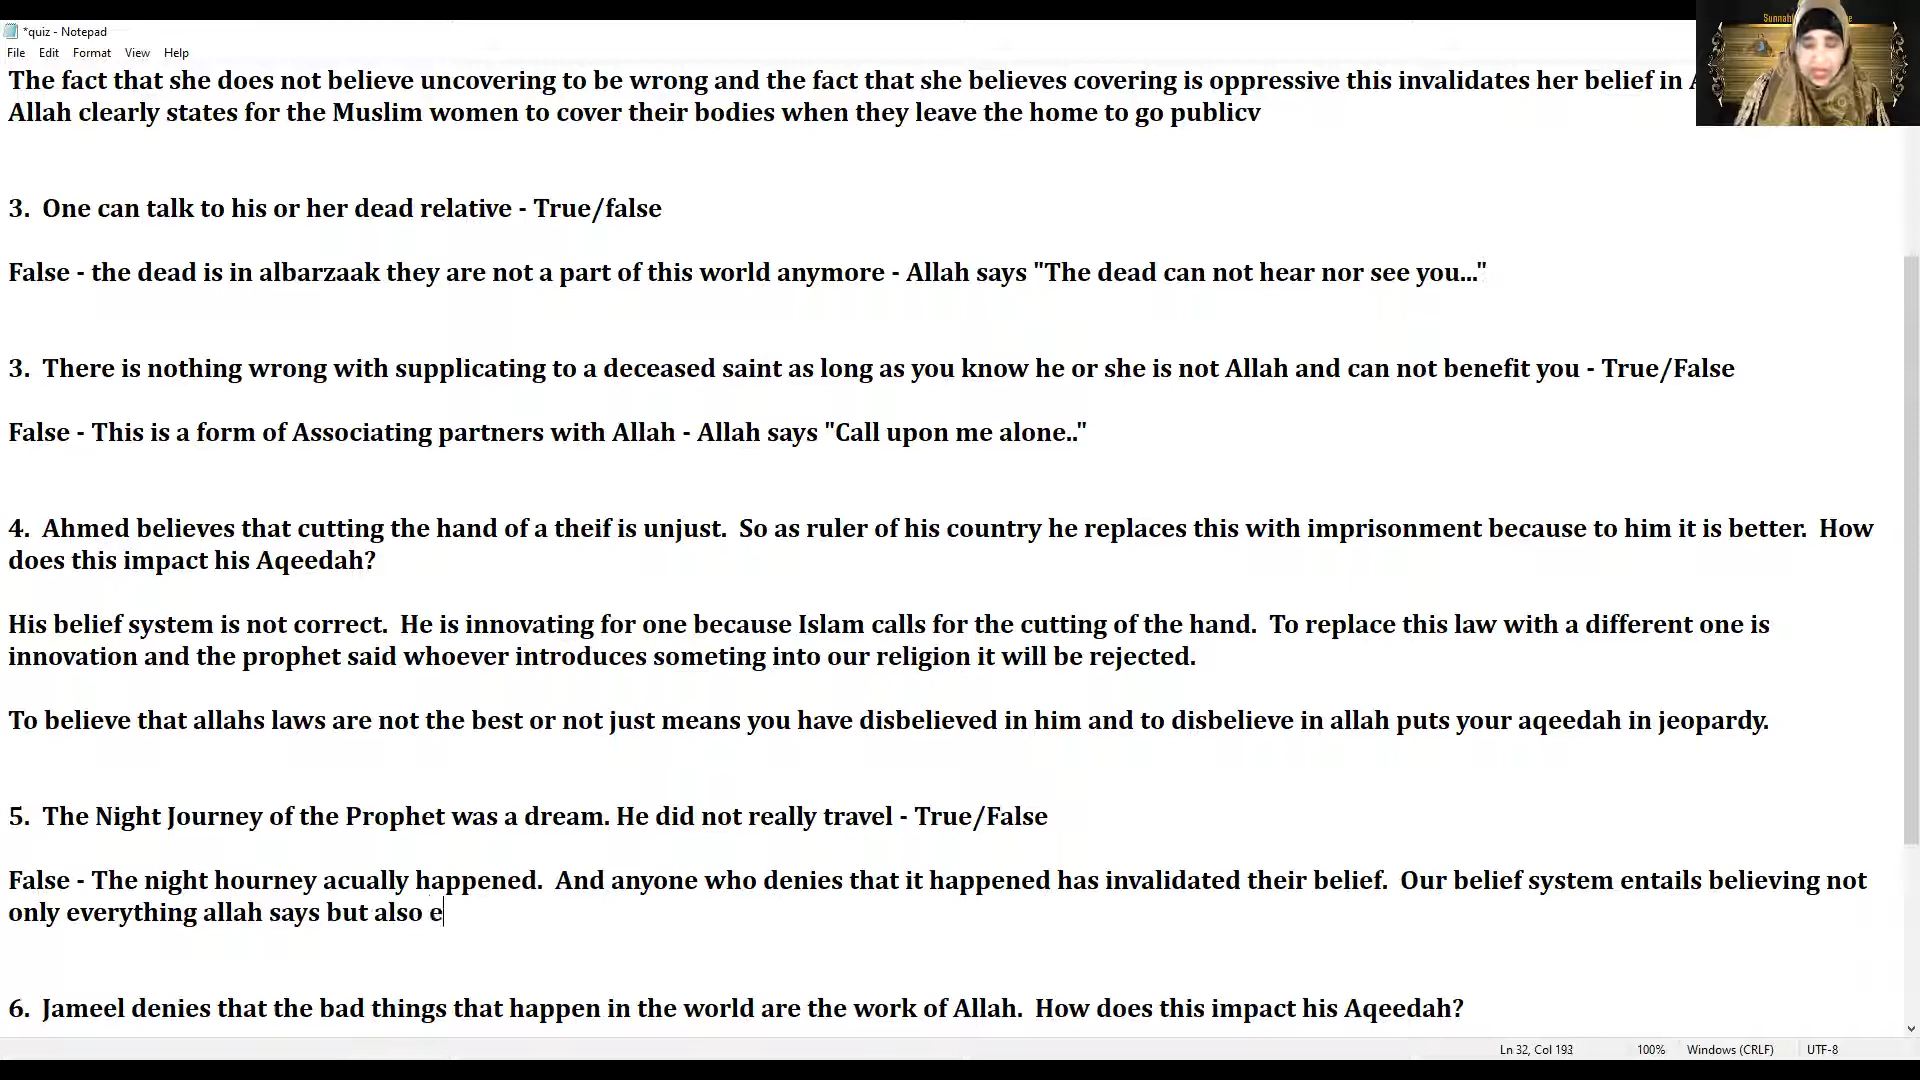 *quiz - Notepad
File Edit Format View Help
Sunnah
The fact that she does not believe uncovering to be wrong and the fact that she believes covering is oppressive this invalidates her belief in
Allah clearly states for the Muslim women to cover their bodies when they leave the home to go publicv
3. One can talk to his or her dead relative - True/false
False - the dead is in albarzaak they are not a part of this world anymore - Allah says "The dead can not hear nor see you..."
3. There is nothing wrong with supplicating to a deceased saint as long as you know he or she is not Allah and can not benefit you - True/False
False - This is a form of Associating partners with Allah - Allah says "Call upon me alone.."
4. Ahmed believes that cutting the hand of a theif is unjust. So as ruler of his country he replaces this with imprisonment because to him it is better. How
does this impact his Aqeedah?
His belief system is not correct. He is innovating for one because Islam calls for the cutting of the hand. To replace this law with a different one is
innovation and the prophet said whoever introduces someting into our religion it will be rejected.
To believe that allahs laws are not the best or not just means you have disbelieved in him and to disbelieve in allah puts your aqeedah in jeopardy.
5. The Night Journey of the Prophet was a dream. He did not really travel - True/False
False - The night hourney acually happened. And anyone who denies that it happened has invalidated their belief. Our belief system entails believing not
only everything allah says but also e
6. Jameel denies that the bad things that happen in the world are the work of Allah. How does this impact his Aqeedah?
Ln 32, Col 193 100% Windows (CRLF) UTF-8